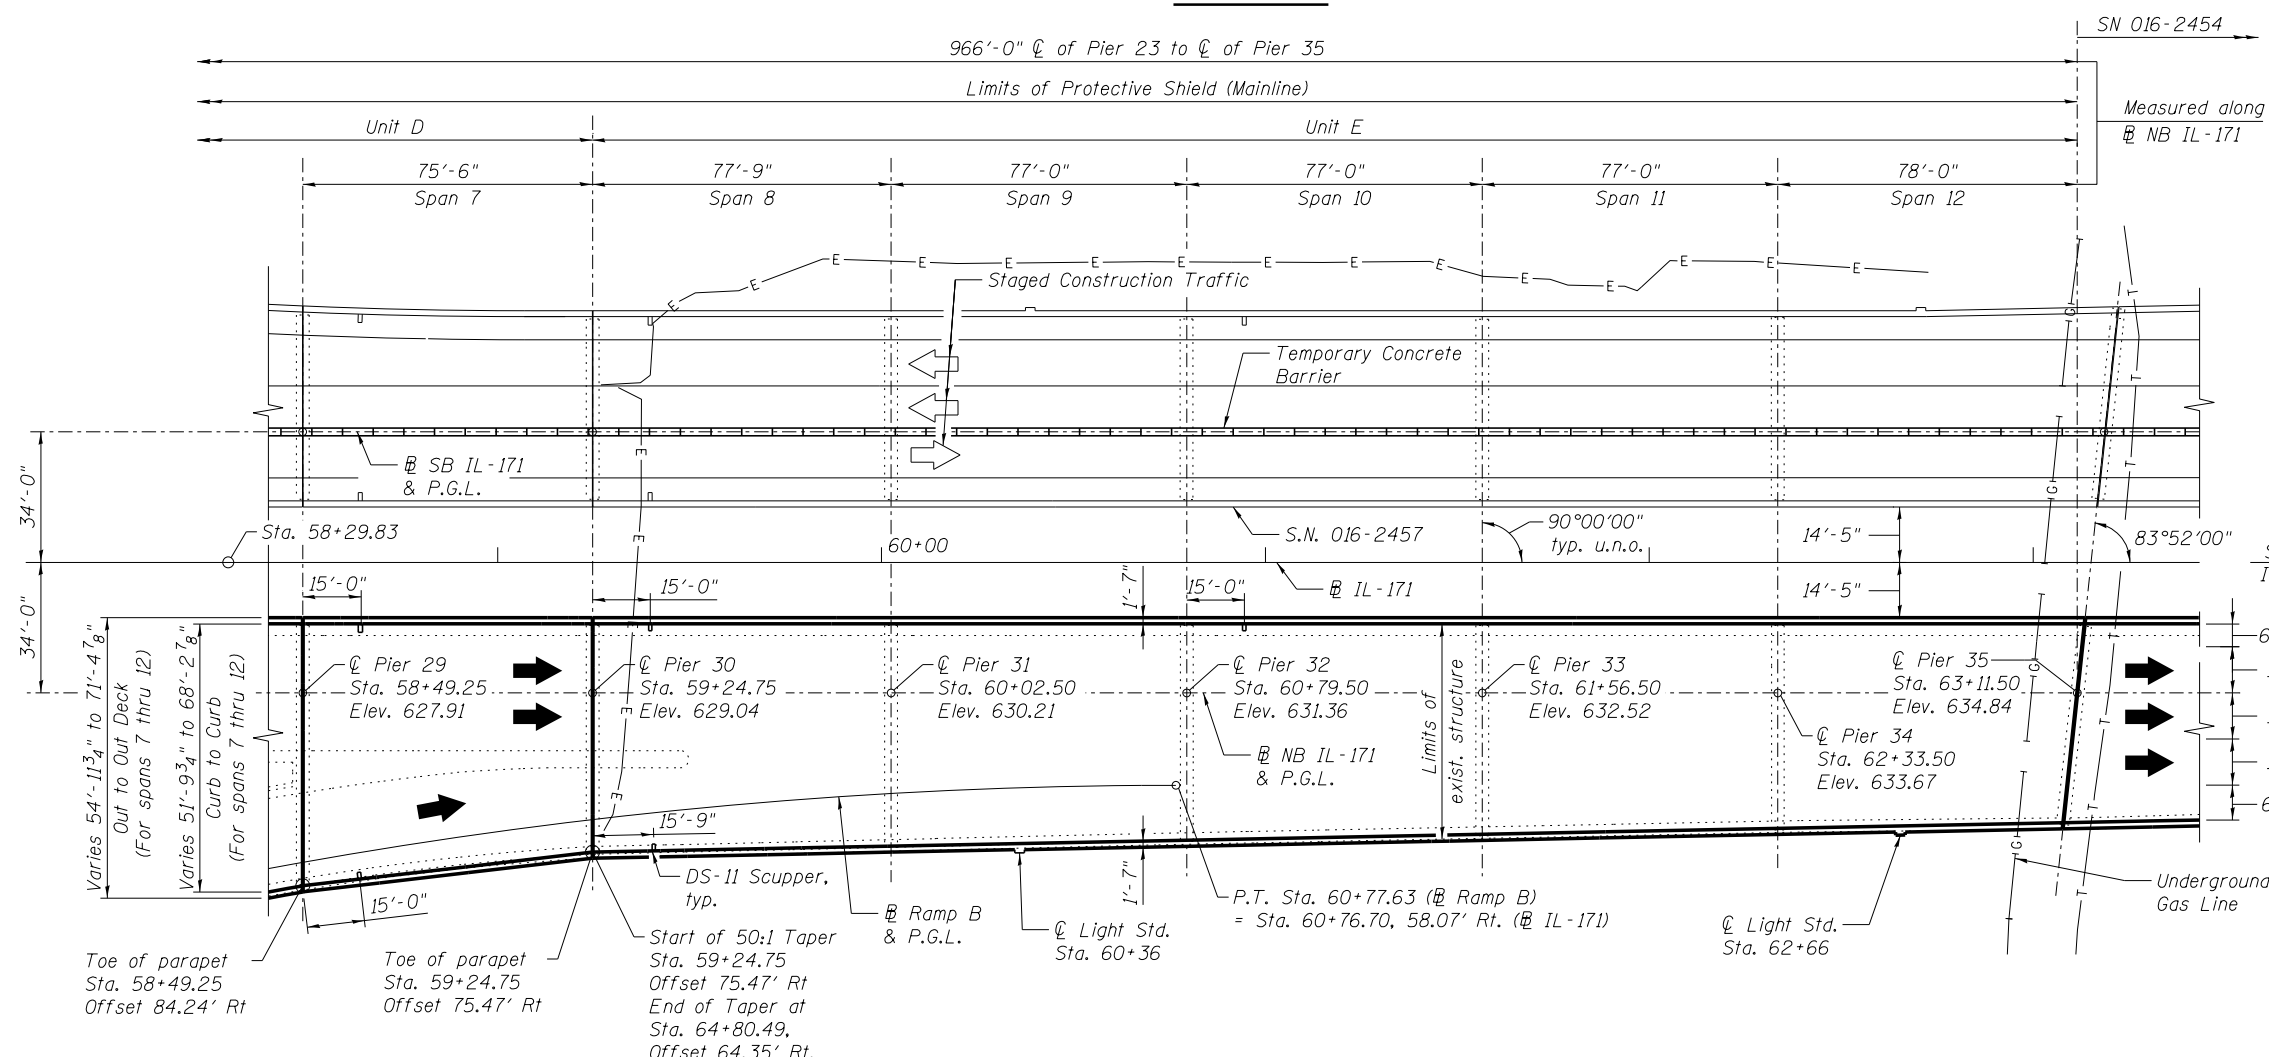 SN 016-2454
966'-0" ℄ of Pier 23 to ℄ of Pier 35
Limits of Protective Shield (Mainline)
Measured along
℄ NB IL-171
Unit D
Unit E
75'-6"
Span 7
77'-9"
Span 8
77'-0"
Span 9
77'-0"
Span 10
77'-0"
Span 11
78'-0"
Span 12
E E E E E E E E E E E E E
Staged Construction Traffic
Temporary Concrete
Barrier
G
T
34'-0"
34'-0"
SB IL-171
& P.G.L.
Sta. 58+29.83
60+00
S.N. 016-2457
90°00'00"
typ. u.n.o.
14'-5"
14'-5"
83°52'00"
IL-171
15'-0"
15'-0"
1'-7"
15'-0"
Varies 54'-11¾" to 71'-4⅞"
Out to Out Deck
(For spans 7 thru 12)
Varies 51'-9¾" to 68'-2⅞"
Curb to Curb
(For spans 7 thru 12)
℄ Pier 29
Sta. 58+49.25
Elev. 627.91
℄ Pier 30
Sta. 59+24.75
Elev. 629.04
℄ Pier 31
Sta. 60+02.50
Elev. 630.21
℄ Pier 32
Sta. 60+79.50
Elev. 631.36
℄ Pier 33
Sta. 61+56.50
Elev. 632.52
℄ Pier 34
Sta. 62+33.50
Elev. 633.67
℄ Pier 35
Sta. 63+11.50
Elev. 634.84
NB IL-171
& P.G.L.
Limits of
exist. structure
15'-9"
DS-11 Scupper,
typ.
15'-0"
1'-7"
Ramp B
& P.G.L.
℄ Light Std.
Sta. 60+36
P.T. Sta. 60+77.63 (Ramp B)
= Sta. 60+76.70, 58.07' Rt. (IL-171)
℄ Light Std.
Sta. 62+66
Underground
Gas Line
Toe of parapet
Sta. 58+49.25
Offset 84.24' Rt
Toe of parapet
Sta. 59+24.75
Offset 75.47' Rt
Start of 50:1 Taper
Sta. 59+24.75
Offset 75.47' Rt
End of Taper at
Sta. 64+80.49,
Offset 64.35' Rt.